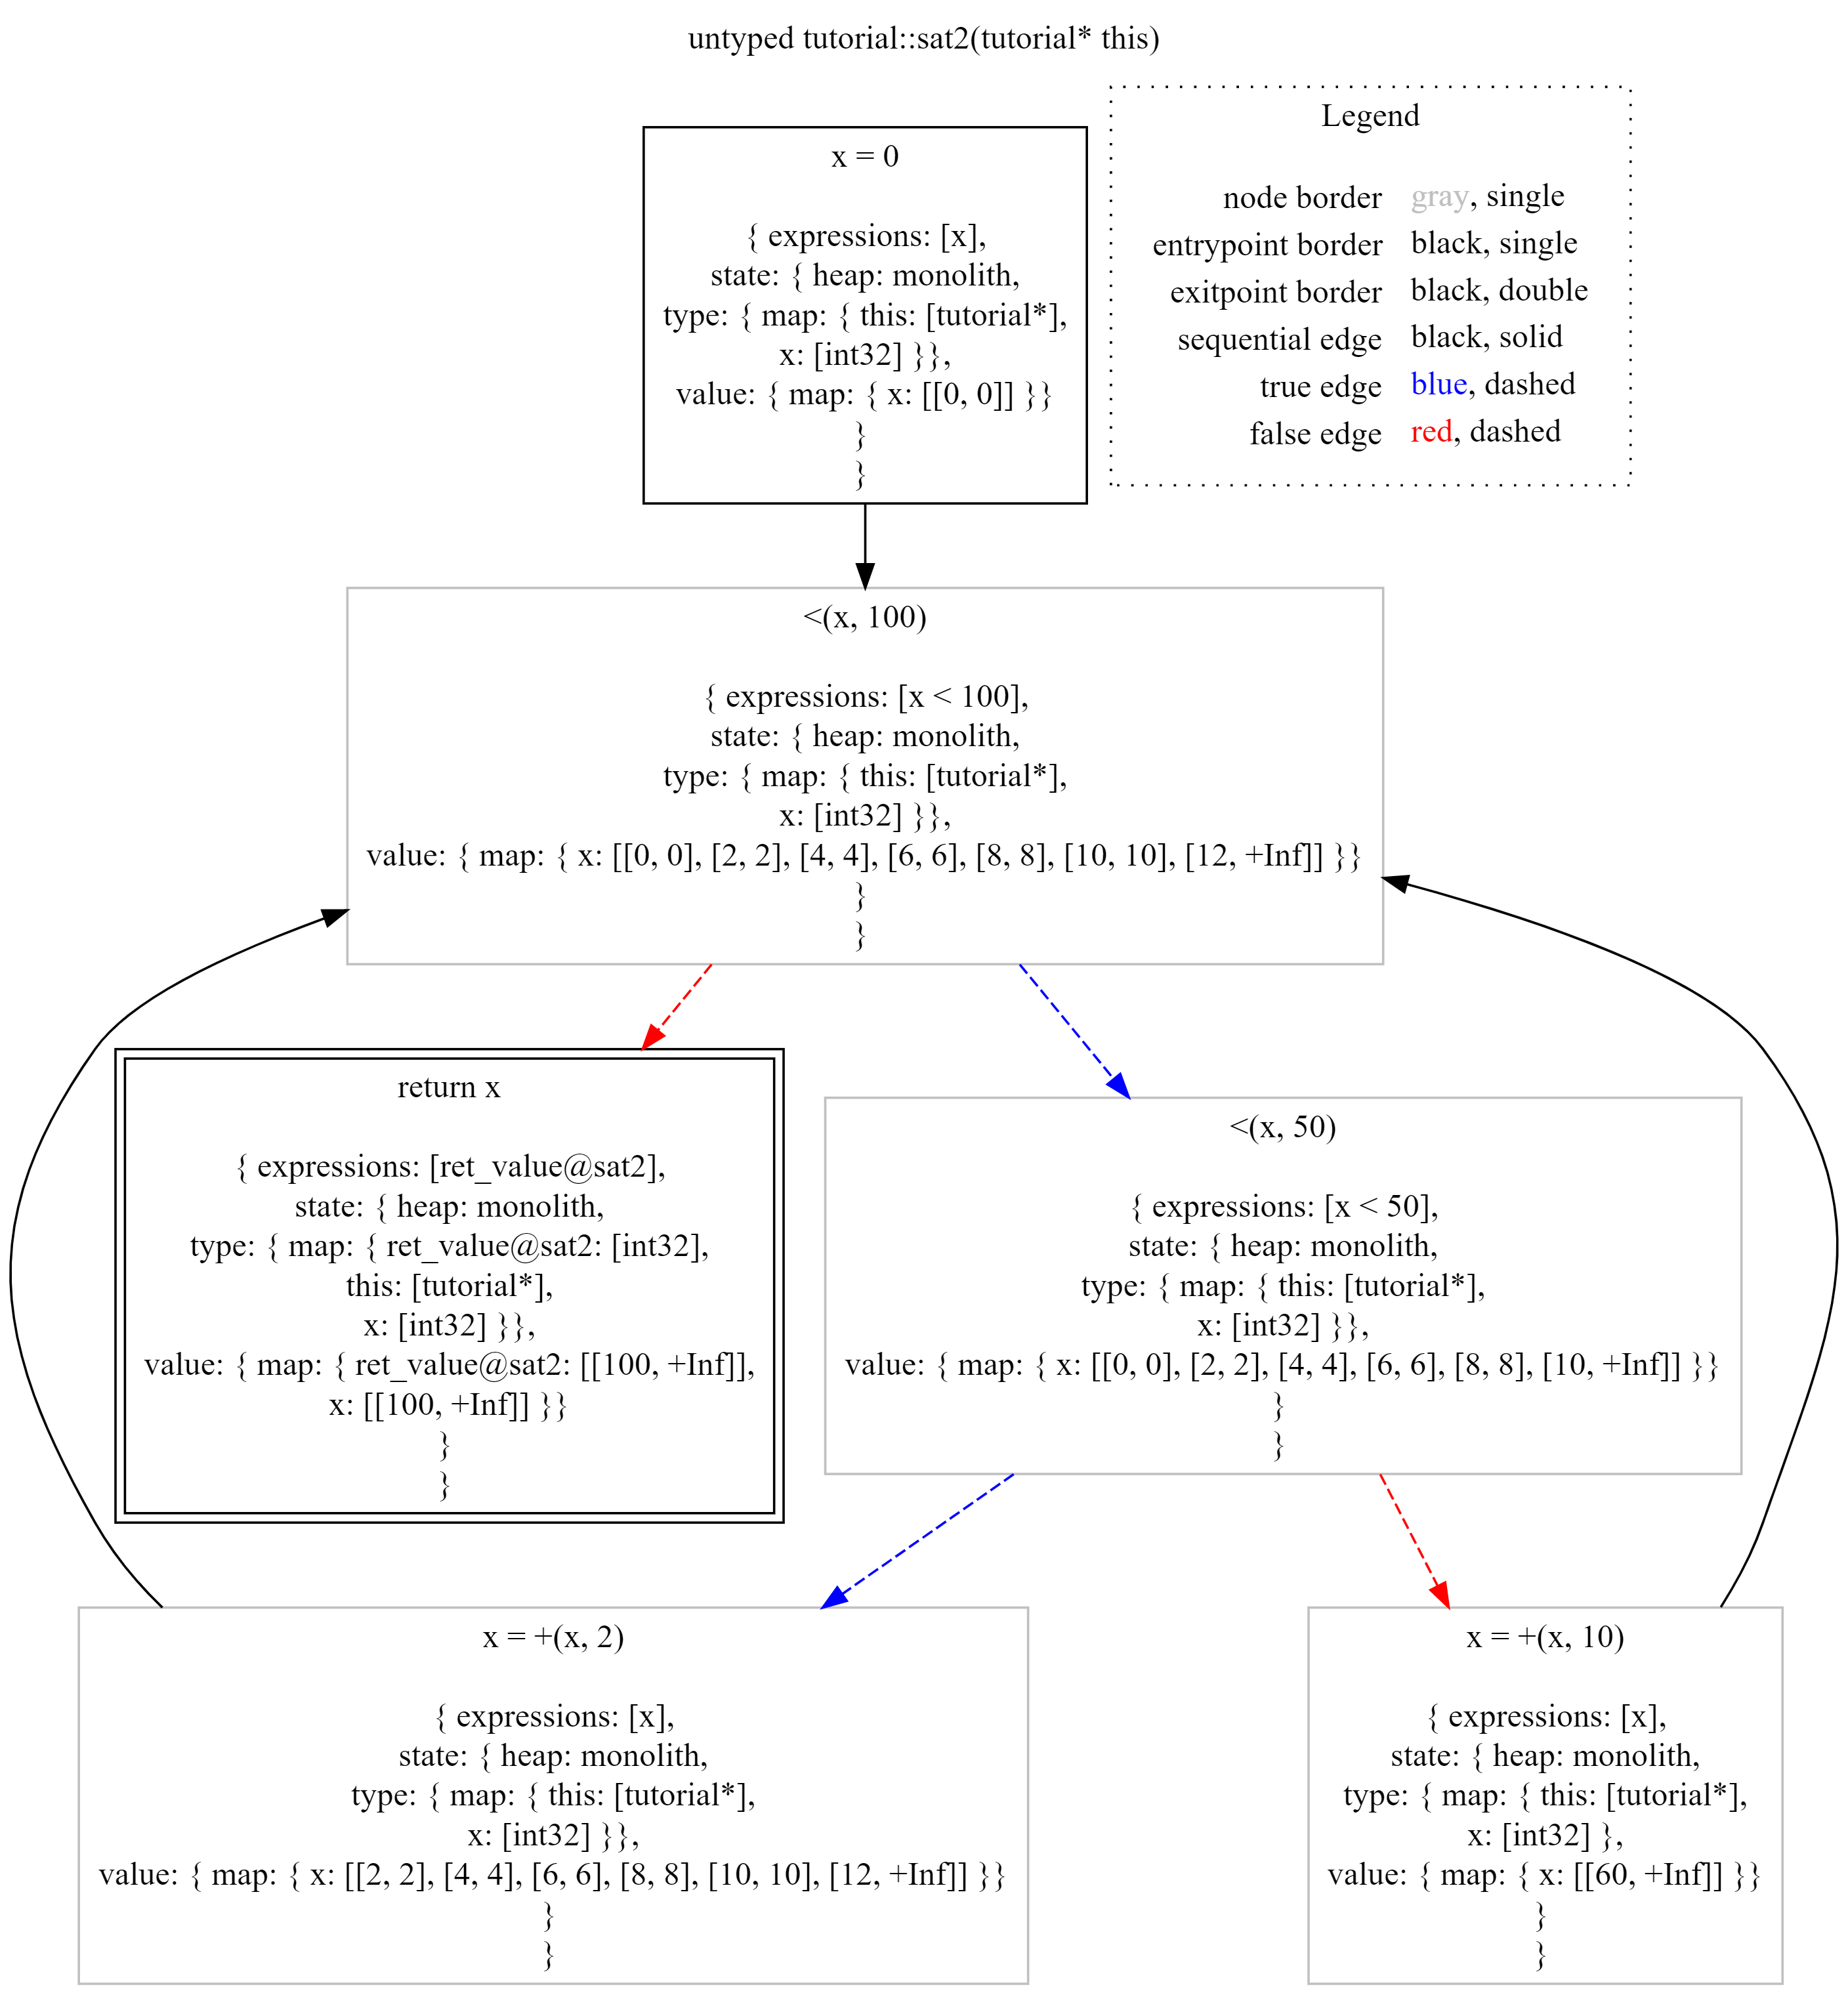 untyped tutorial::sat2(tutorial* this)
x = 0
{ expressions: [x],
state: { heap: monolith,
type: { map: { this: [tutorial*],
x: [int32] }},
value: { map: { x: [[0, 0]] }}
}
}
Legend
node border gray, single
entrypoint border black, single
exitpoint border black, double
sequential edge black, solid
true edge blue, dashed
false edge red, dashed
<(x, 100)
{ expressions: [x < 100],
state: { heap: monolith,
type: { map: { this: [tutorial*],
x: [int32] }},
value: { map: { x: [[0, 0], [2, 2], [4, 4], [6, 6], [8, 8], [10, 10], [12, +Inf]] }}
}
}
return x
{ expressions: [ret_value@sat2],
state: { heap: monolith,
type: { map: { ret_value@sat2: [int32],
this: [tutorial*],
x: [int32] }},
value: { map: { ret_value@sat2: [[100, +Inf]],
x: [[100, +Inf]] }}
}
}
<(x, 50)
{ expressions: [x < 50],
state: { heap: monolith,
type: { map: { this: [tutorial*],
x: [int32] }},
value: { map: { x: [[0, 0], [2, 2], [4, 4], [6, 6], [8, 8], [10, +Inf]] }}
}
}
x = +(x, 2)
{ expressions: [x],
state: { heap: monolith,
type: { map: { this: [tutorial*],
x: [int32] }},
value: { map: { x: [[2, 2], [4, 4], [6, 6], [8, 8], [10, 10], [12, +Inf]] }}
}
}
x = +(x, 10)
{ expressions: [x],
state: { heap: monolith,
type: { map: { this: [tutorial*],
x: [int32] },
value: { map: { x: [[60, +Inf]] }}
}
}